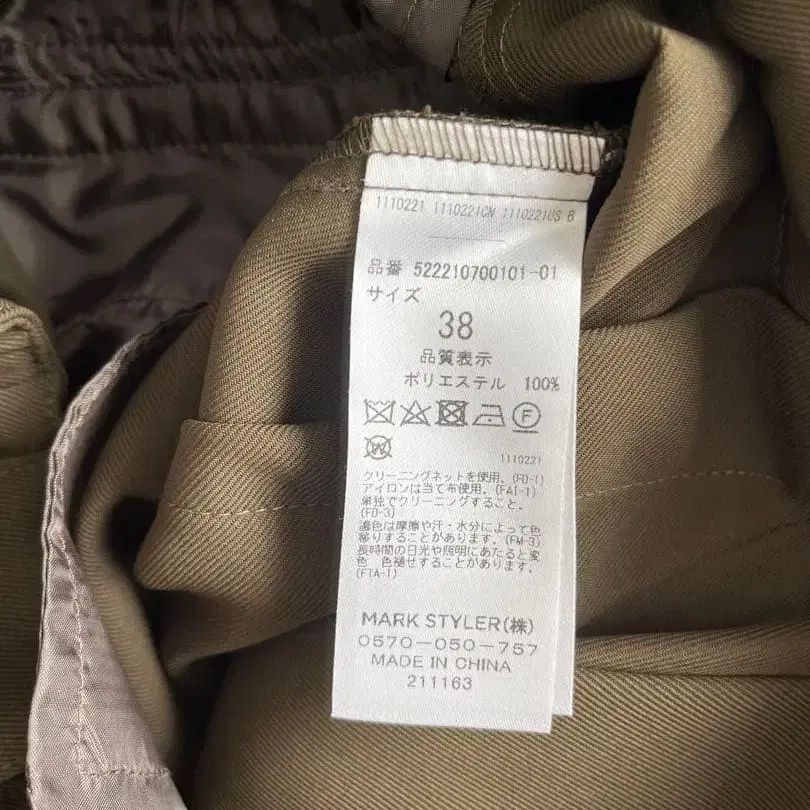 1110221 1110221CN 1110221US B
品番 522210700101-01
サイズ
38
品質表示
ポリエステル 100%
F
W
1110221
クリーニングネットを使用。(FD-1)
アイロンは当て布使用。(FAI-1)
単独でクリーニングすること。
(FD-3)
濃色は摩擦や汗・水分によって色
移りすることがあります。(FM-3)
長時間の日光や照明にあたると変
色 色褪せすることがあります。
(FTA-1)
MARK STYLER(株)
0570-050-757
MADE IN CHINA
211163